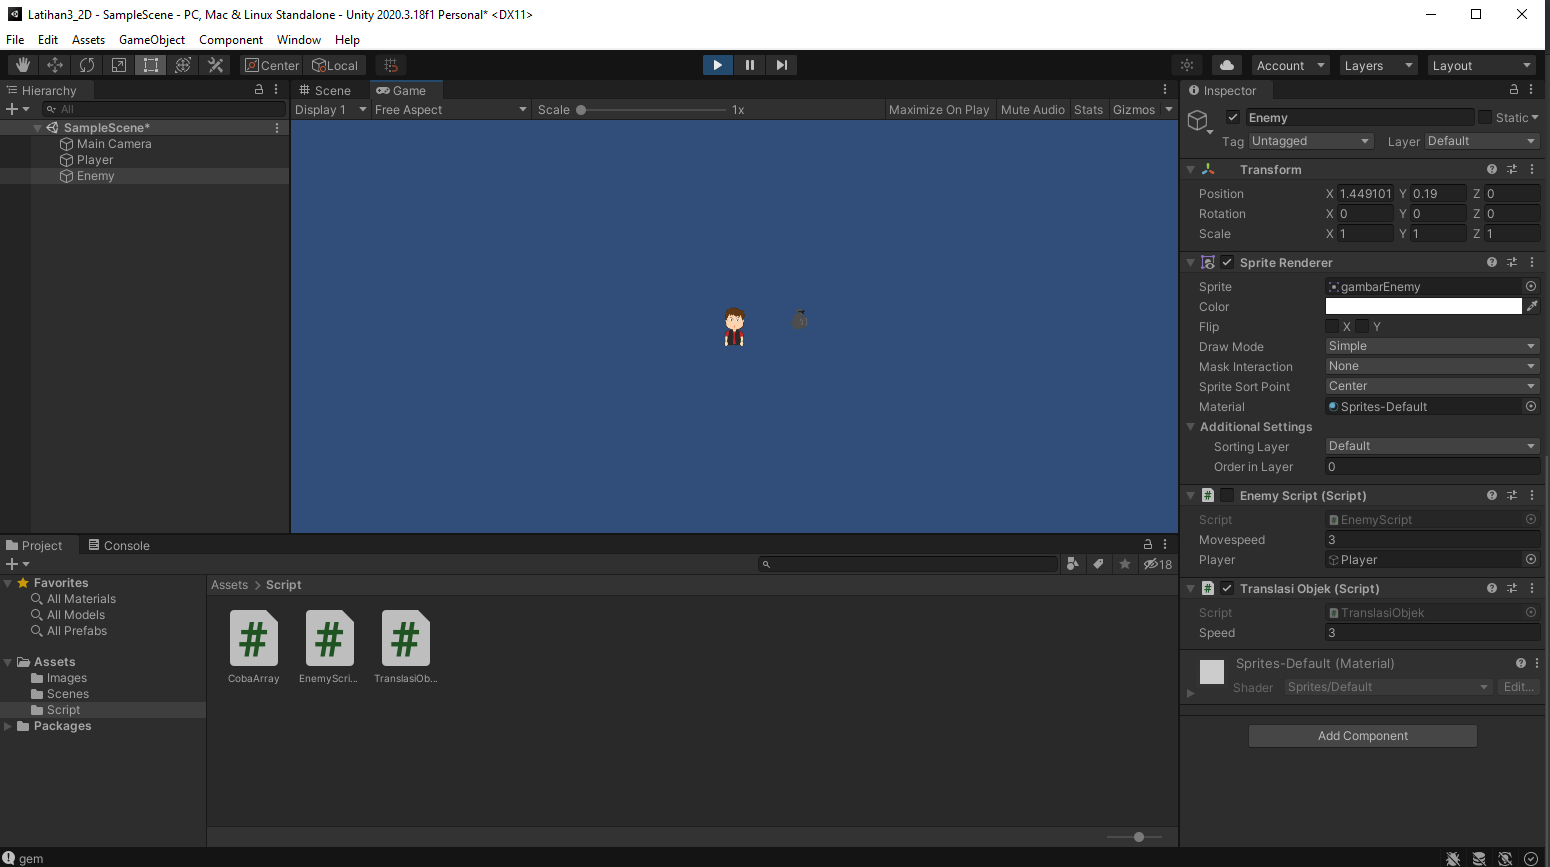 Latihan3_2D - SampleScene - PC, Mac & Linux Standalone - Unity 2020.3.18f1 Personal* <DX11>
File Edit Assets GameObject Component Window Help
Center Local Account Layers Layout
Hierarchy
All
SampleScene*
Main Camera
Player
Enemy
Scene Game
Display 1 Free Aspect Scale 1x Maximize On Play Mute Audio Stats Gizmos
Project Console
18
Favorites
All Materials
All Models
All Prefabs
Assets
Images
Scenes
Script
Packages
Assets > Script
CobaArray EnemyScri... TranslasiOb...
gem
Inspector
Enemy Static
Tag Untagged Layer Default
Transform
Position X 1.449101 Y 0.19 Z 0
Rotation X 0 Y 0 Z 0
Scale X 1 Y 1 Z 1
Sprite Renderer
Sprite gambarEnemy
Color
Flip X Y
Draw Mode Simple
Mask Interaction None
Sprite Sort Point Center
Material Sprites-Default
Additional Settings
Sorting Layer Default
Order in Layer 0
# Enemy Script (Script)
Script EnemyScript
Movespeed 3
Player Player
# Translasi Objek (Script)
Script TranslasiObjek
Speed 3
Sprites-Default (Material)
Shader Sprites/Default Edit...
Add Component